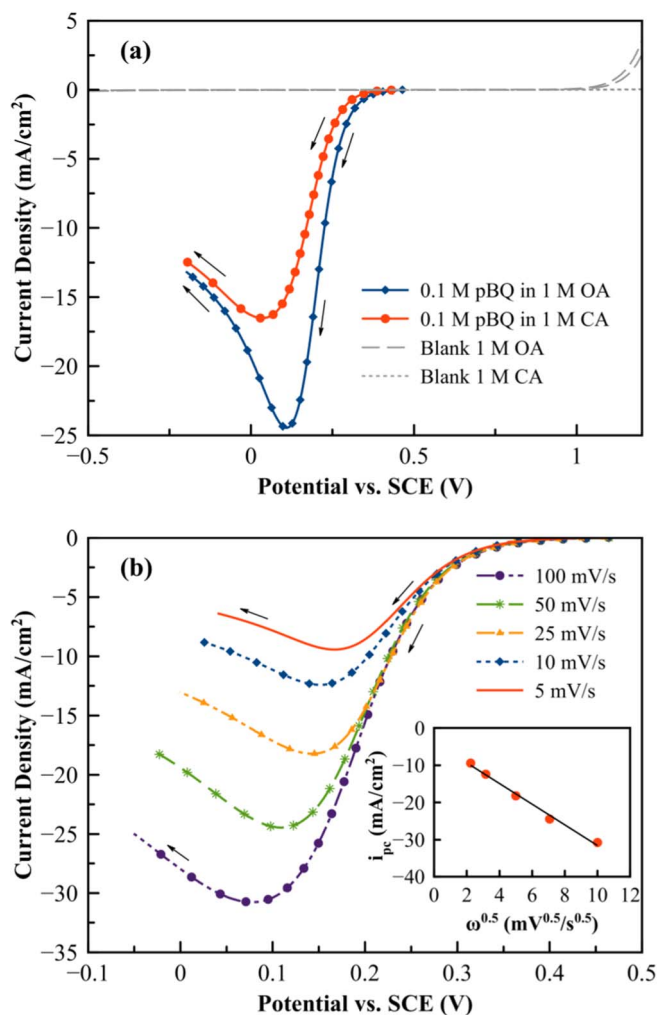 (a)
5
0
−5
−10
−15
−20
−25
Current Density (mA/cm²)
0.1 M pBQ in 1 M OA
0.1 M pBQ in 1 M CA
Blank 1 M OA
Blank 1 M CA
−0.5 0 0.5 1
Potential vs. SCE (V)
(b)
0
−5
−10
−15
−20
−25
−30
−35
Current Density (mA/cm²)
100 mV/s
50 mV/s
25 mV/s
10 mV/s
5 mV/s
0
−10
−20
−30
−40
i_pc (mA/cm²)
0 2 4 6 8 10 12
ω^0.5 (mV^0.5/s^0.5)
−0.1 0 0.1 0.2 0.3 0.4 0.5
Potential vs. SCE (V)